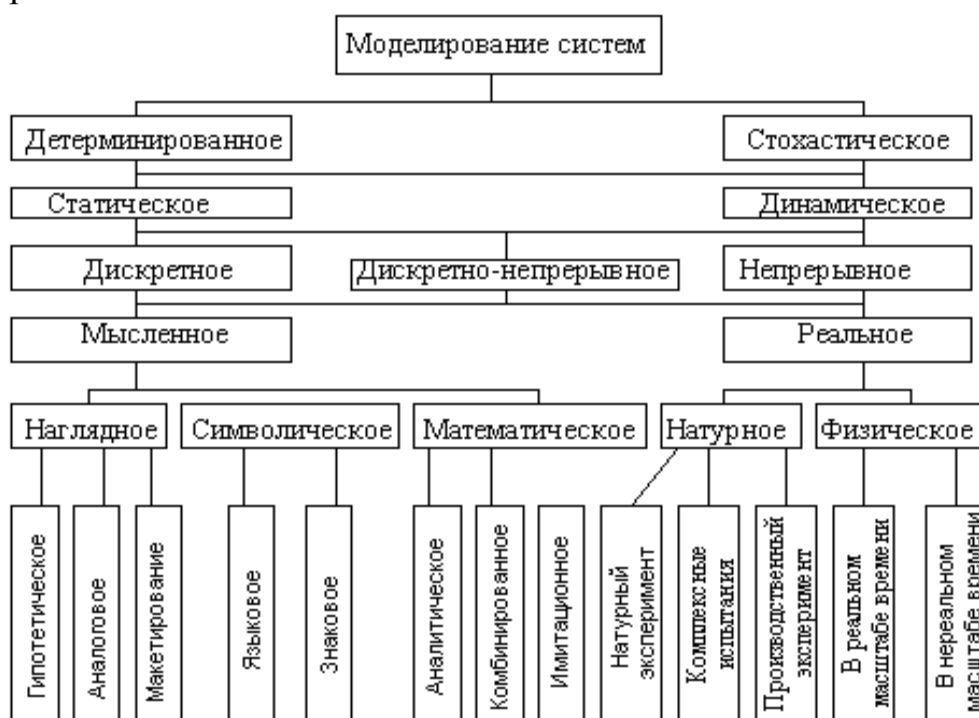 Моделирование систем
Детерминированное
Стохастическое
Статическое
Динамическое
Дискретное
Дискретно-непрерывное
Непрерывное
Мысленное
Реальное
Наглядное
Символическое
Математическое
Натурное
Физическое
Гипотетическое
Аналоговое
Макетирование
Языковое
Знаковое
Аналитическое
Комбинированное
Имитационное
Натурный
эксперимент
Комплексные
испытания
Производственный
эксперимент
В реальном
масштабе времени
В нереальном
масштабе времени